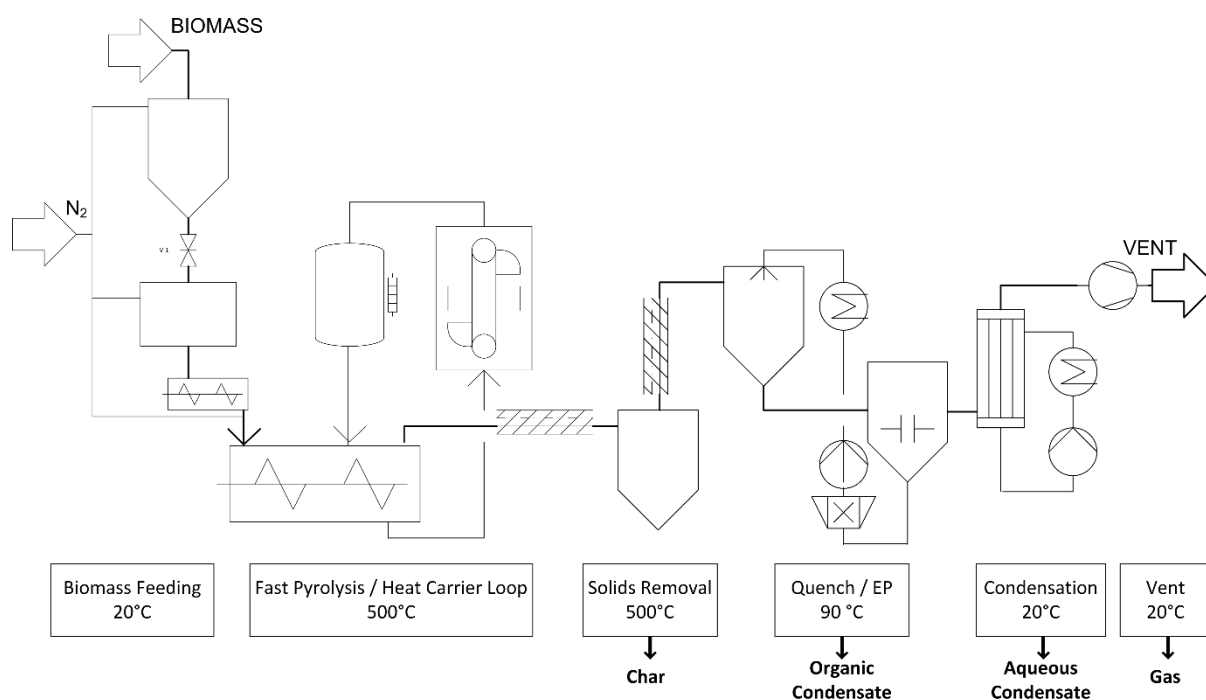 BIOMASS
N₂
V 1
VENT
Biomass Feeding
20°C
Fast Pyrolysis / Heat Carrier Loop
500°C
Solids Removal
500°C
Quench / EP
90 °C
Condensation
20°C
Vent
20°C
Char
Organic
Condensate
Aqueous
Condensate
Gas